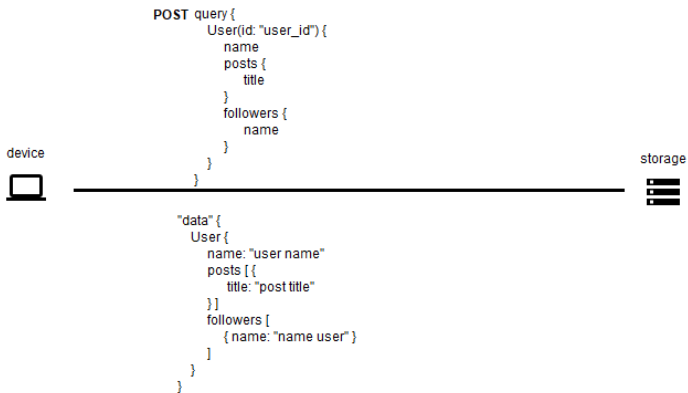 POST query {
User(id: "user_id") {
name
posts {
title
}
followers {
name
}
}
}
device
storage
"data" {
User {
name: "user name"
posts [ {
title: "post title"
} ]
followers [
{ name: "name user" }
]
}
}